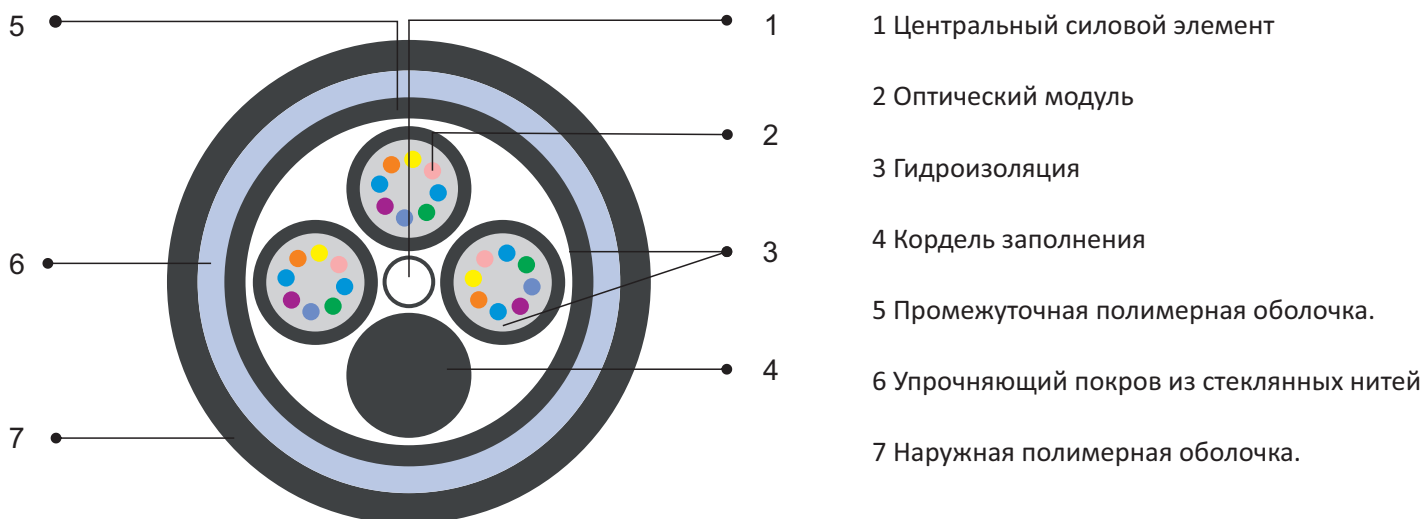 5
1
1 Центральный силовой элемент
2
2 Оптический модуль
3 Гидроизоляция
6
3
4 Кордель заполнения
5 Промежуточная полимерная оболочка.
4
6 Упрочняющий покров из стеклянных нитей
7
7 Наружная полимерная оболочка.